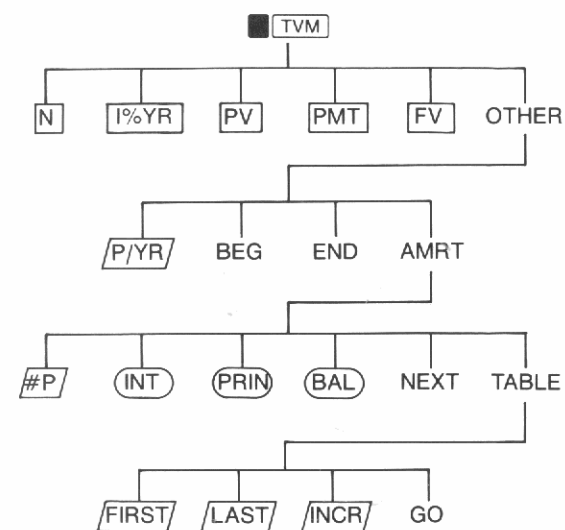 TVM
N I%YR PV PMT FV OTHER
P/YR BEG END AMRT
#P INT PRIN BAL NEXT TABLE
FIRST LAST INCR GO